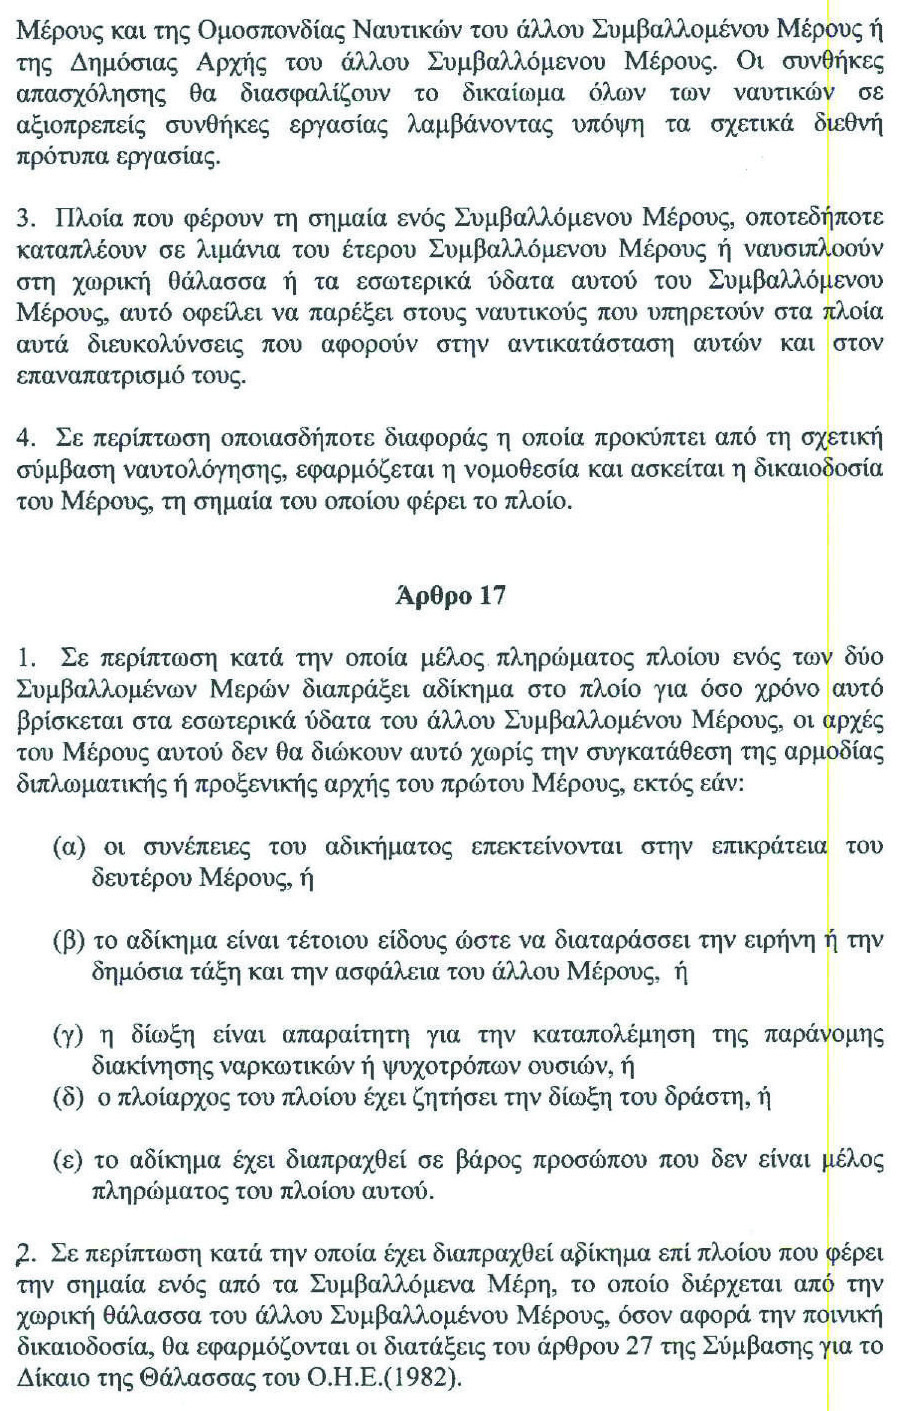 Μέρους και της Ομοσπονδίας Ναυτικών του άλλου Συμβαλλομένου Μέρους ή
της Δημόσιας Αρχής του άλλου Συμβαλλόμενου Μέρους. Οι συνθήκες
απασχόλησης θα διασφαλίζουν το δικαίωμα όλων των ναυτικών σε
αξιοπρεπείς συνθήκες εργασίας λαμβάνοντας υπόψη τα σχετικά διεθνή
πρότυπα εργασίας.
3. Πλοία που φέρουν τη σημαία ενός Συμβαλλόμενου Μέρους, οποτεδήποτε
καταπλέουν σε λιμάνια του έτερου Συμβαλλόμενου Μέρους ή ναυσιπλοούν
στη χωρική θάλασσα ή τα εσωτερικά ύδατα αυτού του Συμβαλλόμενου
Μέρους, αυτό οφείλει να παρέξει στους ναυτικούς που υπηρετούν στα πλοία
αυτά διευκολύνσεις που αφορούν στην αντικατάσταση αυτών και στον
επαναπατρισμό τους.
4. Σε περίπτωση οποιασδήποτε διαφοράς η οποία προκύπτει από τη σχετική
σύμβαση ναυτολόγησης, εφαρμόζεται η νομοθεσία και ασκείται η δικαιοδοσία
του Μέρους, τη σημαία του οποίου φέρει το πλοίο.
Άρθρο 17
1. Σε περίπτωση κατά την οποία μέλος πληρώματος πλοίου ενός των δύο
Συμβαλλομένων Μερών διαπράξει αδίκημα στο πλοίο για όσο χρόνο αυτό
βρίσκεται στα εσωτερικά ύδατα του άλλου Συμβαλλομένου Μέρους, οι αρχές
του Μέρους αυτού δεν θα διώκουν αυτό χωρίς την συγκατάθεση της αρμοδίας
διπλωματικής ή προξενικής αρχής του πρώτου Μέρους, εκτός εάν:
(α) οι συνέπειες του αδικήματος επεκτείνονται στην επικράτεια του
δευτέρου Μέρους, ή
(β) το αδίκημα είναι τέτοιου είδους ώστε να διαταράσσει την ειρήνη ή την
δημόσια τάξη και την ασφάλεια του άλλου Μέρους, ή
(γ) η δίωξη είναι απαραίτητη για την καταπολέμηση της παράνομης
διακίνησης ναρκωτικών ή ψυχοτρόπων ουσιών, ή
(δ) ο πλοίαρχος του πλοίου έχει ζητήσει την δίωξη του δράστη, ή
(ε) το αδίκημα έχει διαπραχθεί σε βάρος προσώπου που δεν είναι μέλος
πληρώματος του πλοίου αυτού.
2. Σε περίπτωση κατά την οποία έχει διαπραχθεί αδίκημα επί πλοίου που φέρει
την σημαία ενός από τα Συμβαλλόμενα Μέρη, το οποίο διέρχεται από την
χωρική θάλασσα του άλλου Συμβαλλομένου Μέρους, όσον αφορά την ποινική
δικαιοδοσία, θα εφαρμόζονται οι διατάξεις του άρθρου 27 της Σύμβασης για το
Δίκαιο της Θάλασσας του Ο.Η.Ε.(1982).